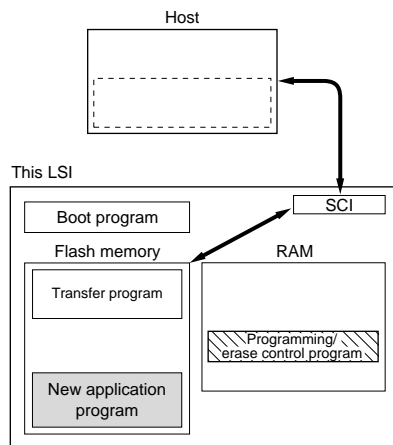 Host
This LSI
SCI
Boot program
Flash memory
RAM
Transfer program
Programming/
erase control program
New application
program